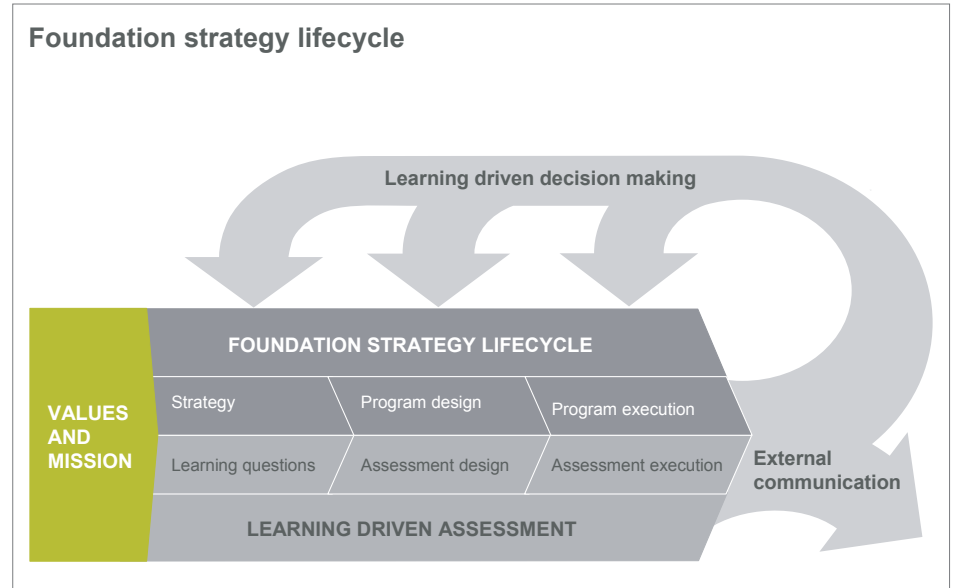 Foundation strategy lifecycle
Learning driven decision making
FOUNDATION STRATEGY LIFECYCLE
VALUES
AND
MISSION
Strategy
Program design
Program execution
Learning questions
Assessment design
Assessment execution
External
communication
LEARNING DRIVEN ASSESSMENT